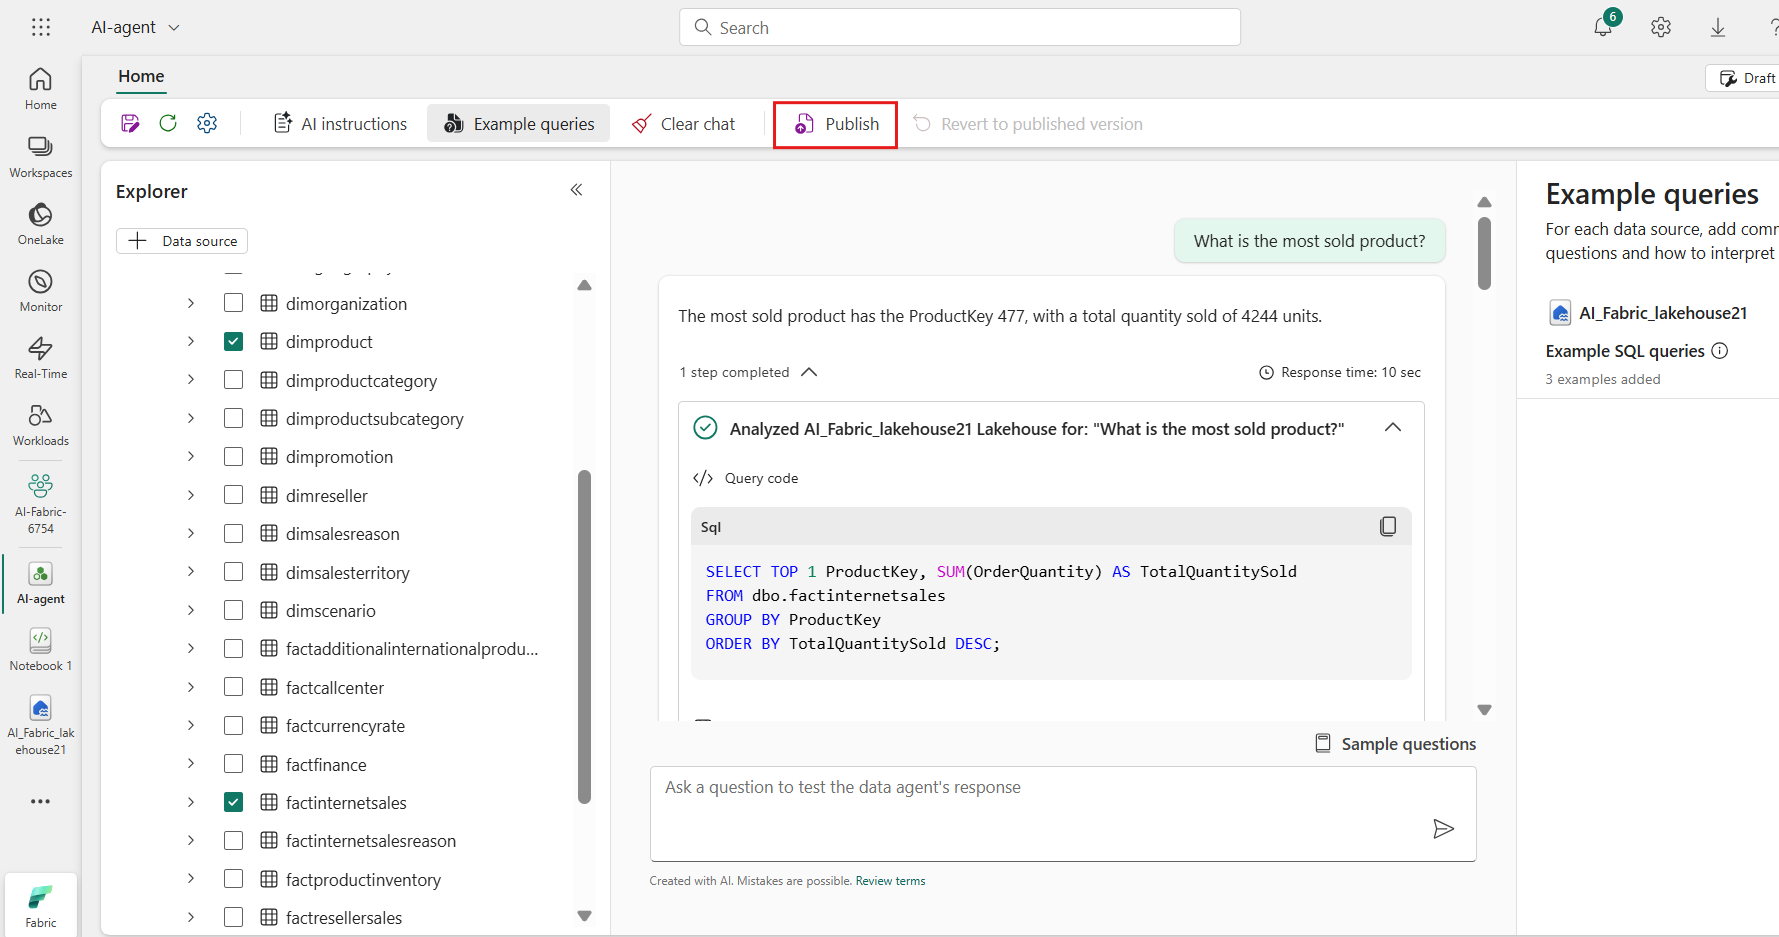 AI-agent
Search
6
Home
Draft
AI instructions
Example queries
Clear chat
Publish
Revert to published version
Home
Workspaces
OneLake
Monitor
Real-Time
Workloads
AI-Fabric-
6754
AI-agent
Notebook 1
AI_Fabric_lak
ehouse21
Fabric
Explorer
Data source
dimorganization
dimproduct
dimproductcategory
dimproductsubcategory
dimpromotion
dimreseller
dimsalesreason
dimsalesterritory
dimscenario
factadditionalinternationalprodu...
factcallcenter
factcurrencyrate
factfinance
factinternetsales
factinternetsalesreason
factproductinventory
factresellersales
What is the most sold product?
The most sold product has the ProductKey 477, with a total quantity sold of 4244 units.
1 step completed
Response time: 10 sec
Analyzed AI_Fabric_lakehouse21 Lakehouse for: "What is the most sold product?"
</> Query code
Sql
SELECT TOP 1 ProductKey, SUM(OrderQuantity) AS TotalQuantitySold
FROM dbo.factinternetsales
GROUP BY ProductKey
ORDER BY TotalQuantitySold DESC;
Sample questions
Ask a question to test the data agent's response
Created with AI. Mistakes are possible. Review terms
Example queries
For each data source, add comm
questions and how to interpret
AI_Fabric_lakehouse21
Example SQL queries
3 examples added